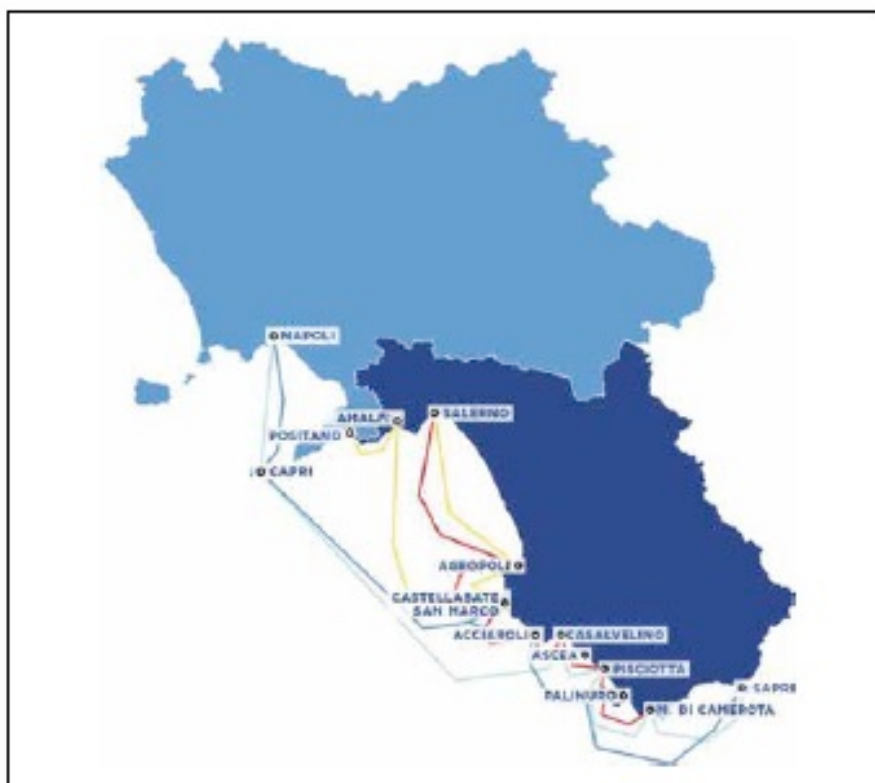 NAPOLI
AMALFI
SALERNO
POSITANO
CAPRI
AGROPOLI
CASTELLABATE
SAN MARCO
ACCIAROLI
CASALVELINO
ASCEA
PISCIOTTA
PALINURO
SAPRI
M. DI CAMEROTA